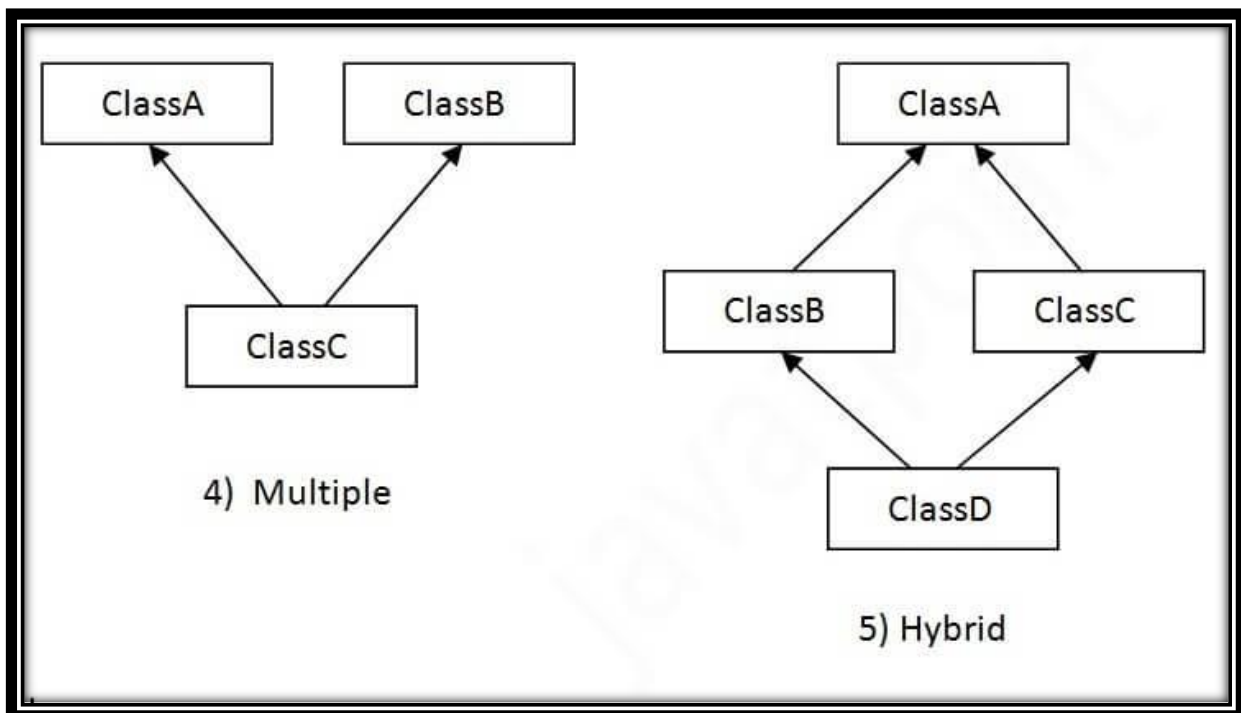 ClassA
ClassB
ClassC
4) Multiple
ClassA
ClassB
ClassC
ClassD
5) Hybrid